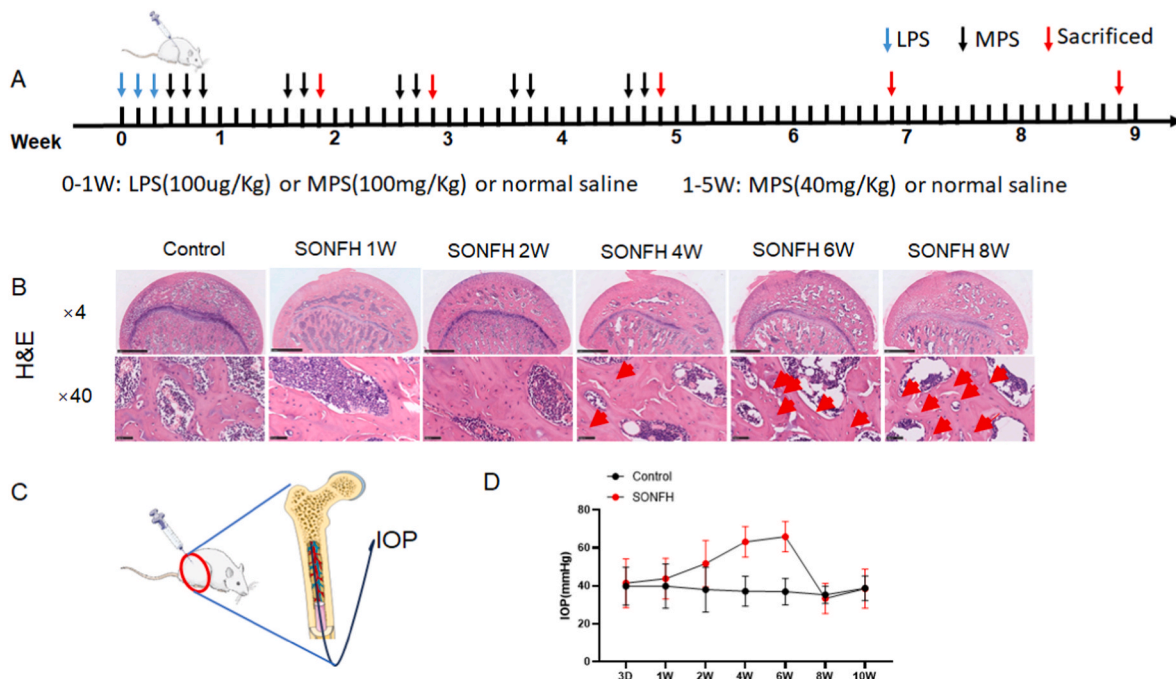 LPS MPS Sacrificed
A
Week 0 1 2 3 4 5 6 7 8 9
0-1W: LPS(100ug/Kg) or MPS(100mg/Kg) or normal saline 1-5W: MPS(40mg/Kg) or normal saline
Control SONFH 1W SONFH 2W SONFH 4W SONFH 6W SONFH 8W
B
H&E
×4
×40
C
IOP
D
Control
SONFH
IOP(mmHg)
80
60
40
20
0
3D 1W 2W 4W 6W 8W 10W